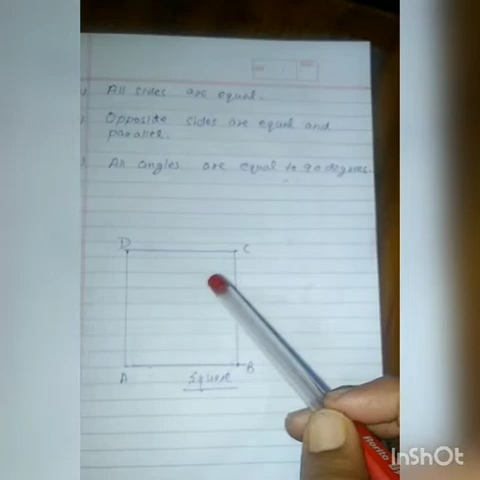 All sides are equal.
Opposite sides are equal and
parallel.
All angles are equal to 90 degrees.
D
C
A
B
Square
InShOt